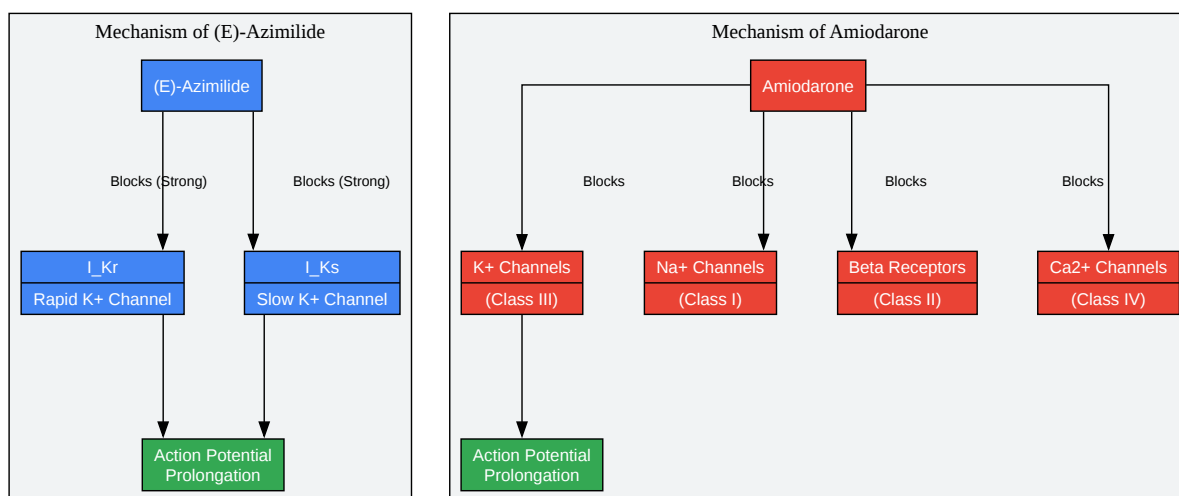 Mechanism of (E)-Azimilide
(E)-Azimilide
Blocks (Strong)
Blocks (Strong)
I_Kr
Rapid K+ Channel
I_Ks
Slow K+ Channel
Action Potential
Prolongation
Mechanism of Amiodarone
Amiodarone
Blocks
Blocks
Blocks
Blocks
K+ Channels
(Class III)
Na+ Channels
(Class I)
Beta Receptors
(Class II)
Ca2+ Channels
(Class IV)
Action Potential
Prolongation